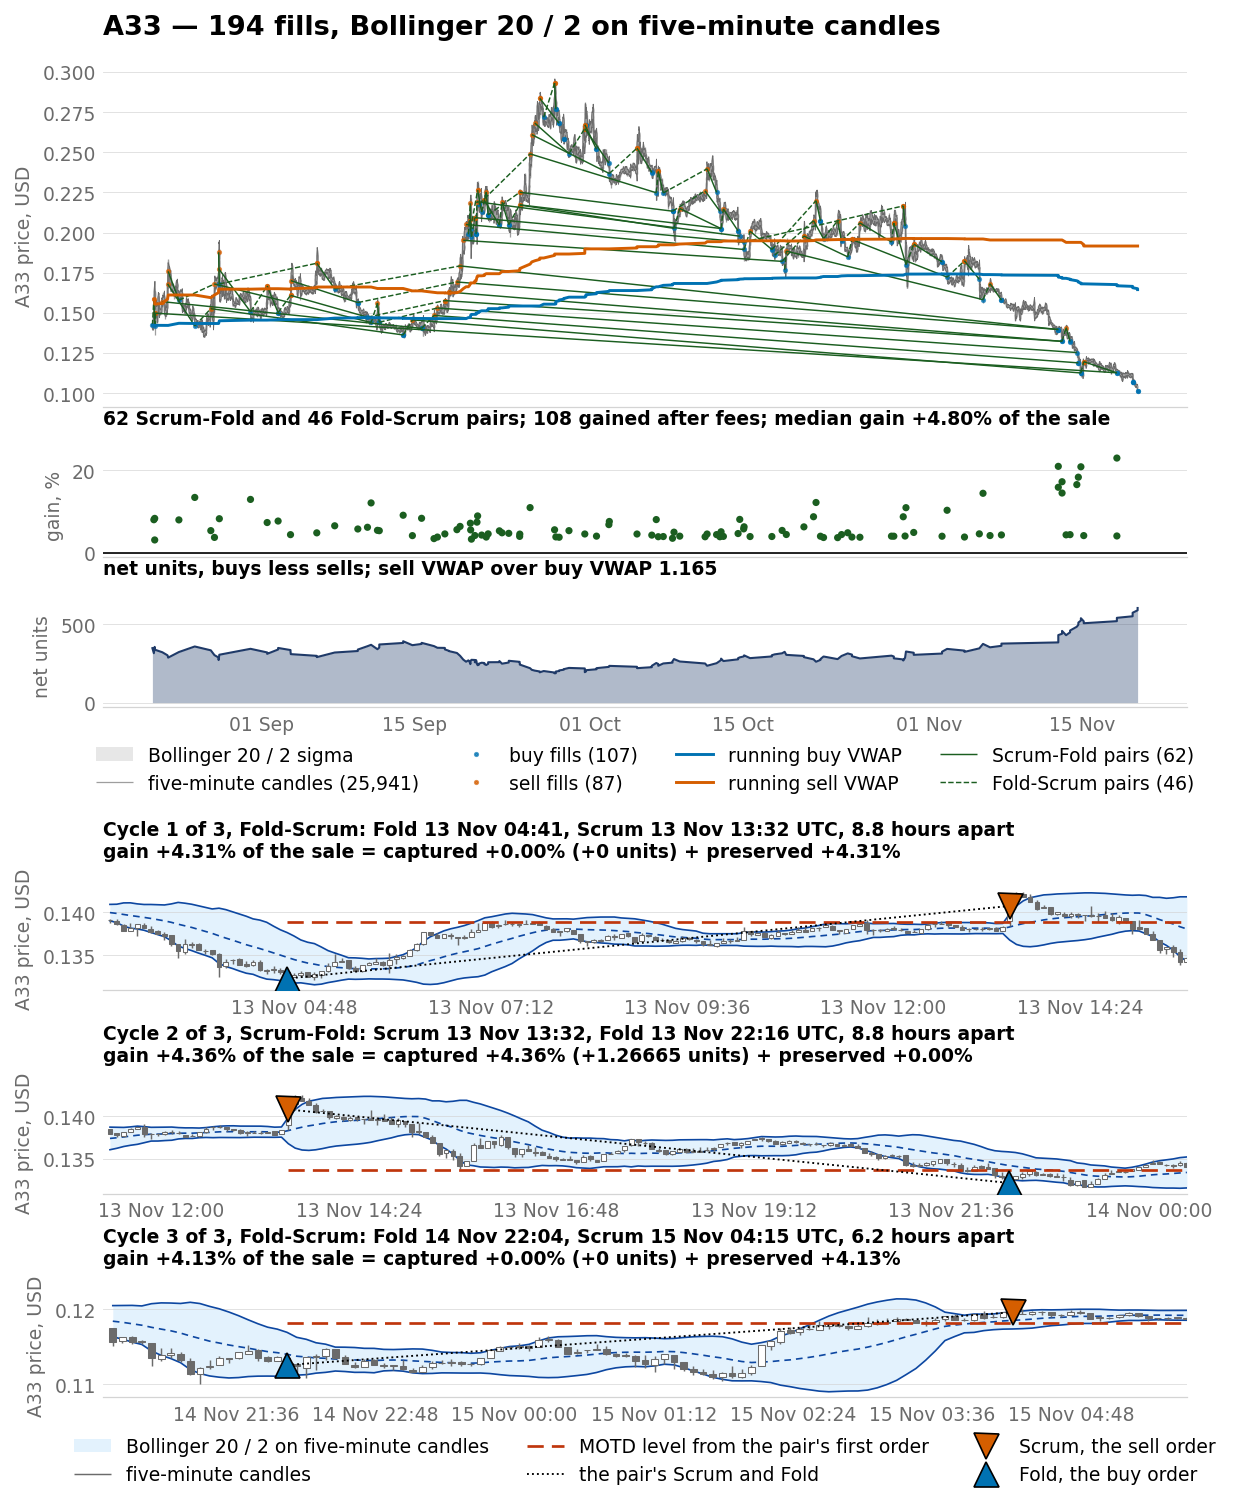 A33 — 194 fills, Bollinger 20 / 2 on five-minute candles
A33 price, USD
0.300
0.275
0.250
0.225
0.200
0.175
0.150
0.125
0.100
62 Scrum-Fold and 46 Fold-Scrum pairs; 108 gained after fees; median gain +4.80% of the sale
gain, %
20
0
net units, buys less sells; sell VWAP over buy VWAP 1.165
net units
500
0
01 Sep 15 Sep 01 Oct 15 Oct 01 Nov 15 Nov
Bollinger 20 / 2 sigma buy fills (107) running buy VWAP Scrum-Fold pairs (62)
five-minute candles (25,941) sell fills (87) running sell VWAP Fold-Scrum pairs (46)
Cycle 1 of 3, Fold-Scrum: Fold 13 Nov 04:41, Scrum 13 Nov 13:32 UTC, 8.8 hours apart
gain +4.31% of the sale = captured +0.00% (+0 units) + preserved +4.31%
A33 price, USD
0.140
0.135
13 Nov 04:48 13 Nov 07:12 13 Nov 09:36 13 Nov 12:00 13 Nov 14:24
Cycle 2 of 3, Scrum-Fold: Scrum 13 Nov 13:32, Fold 13 Nov 22:16 UTC, 8.8 hours apart
gain +4.36% of the sale = captured +4.36% (+1.26665 units) + preserved +0.00%
A33 price, USD
0.140
0.135
13 Nov 12:00 13 Nov 14:24 13 Nov 16:48 13 Nov 19:12 13 Nov 21:36 14 Nov 00:00
Cycle 3 of 3, Fold-Scrum: Fold 14 Nov 22:04, Scrum 15 Nov 04:15 UTC, 6.2 hours apart
gain +4.13% of the sale = captured +0.00% (+0 units) + preserved +4.13%
A33 price, USD
0.12
0.11
14 Nov 21:36 14 Nov 22:48 15 Nov 00:00 15 Nov 01:12 15 Nov 02:24 15 Nov 03:36 15 Nov 04:48
Bollinger 20 / 2 on five-minute candles MOTD level from the pair's first order Scrum, the sell order
five-minute candles the pair's Scrum and Fold Fold, the buy order